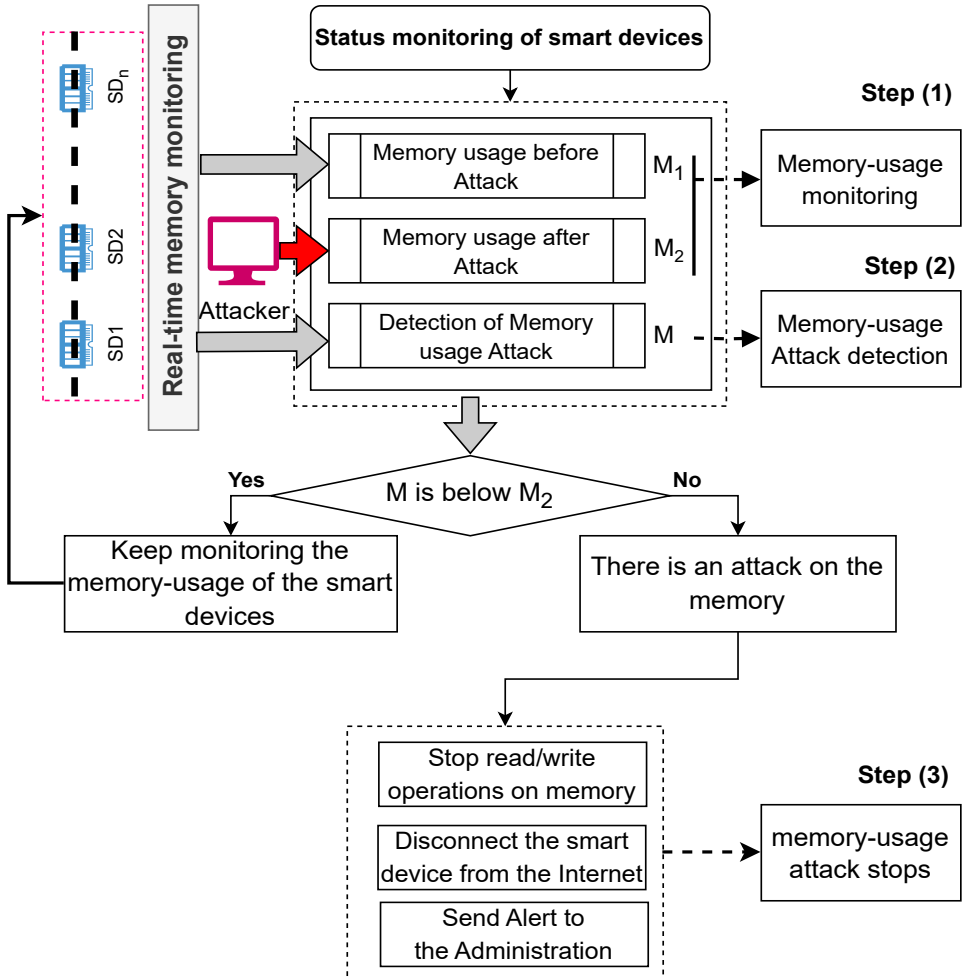 Status monitoring of smart devices
SDn
SD2
SD1
Real-time memory monitoring
Attacker
Memory usage before
Attack
M1
Memory usage after
Attack
M2
Detection of Memory
usage Attack
M
Step (1)
Memory-usage
monitoring
Step (2)
Memory-usage
Attack detection
M is below M2
Yes
No
Keep monitoring the
memory-usage of the smart
devices
There is an attack on the
memory
Stop read/write
operations on memory
Disconnect the smart
device from the Internet
Send Alert to
the Administration
Step (3)
memory-usage
attack stops